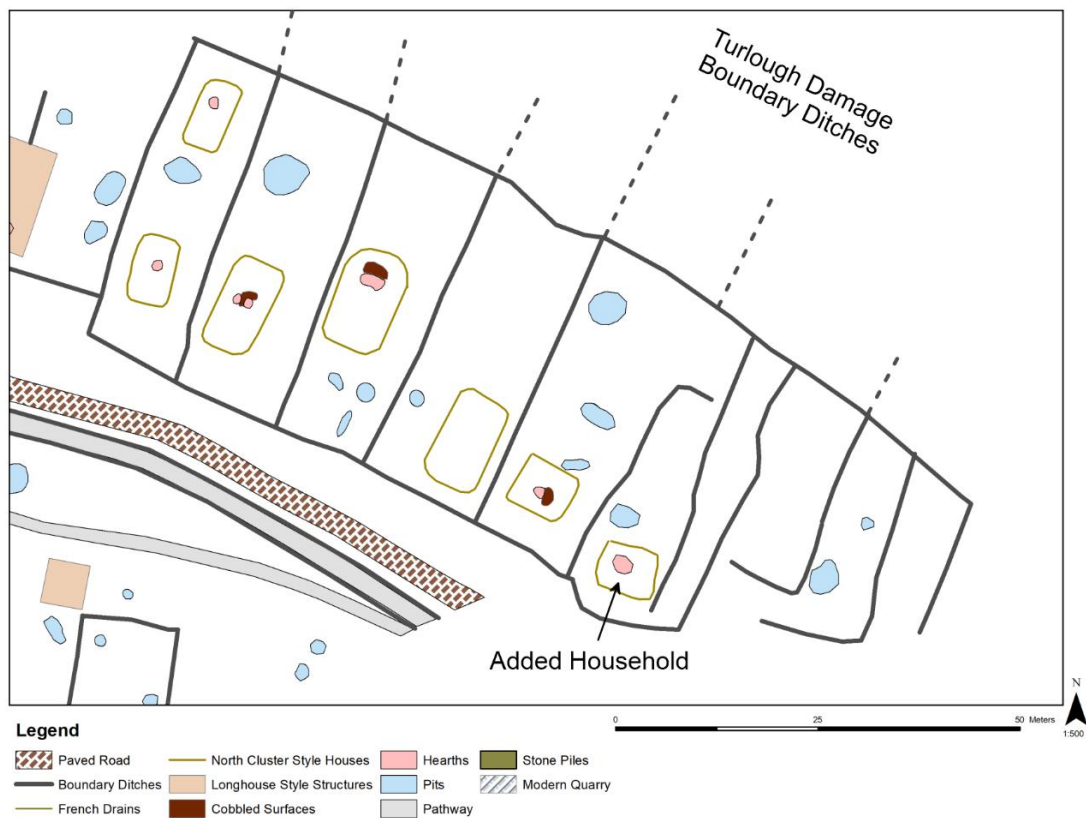 Turlough Damage
Boundary Ditches
Added Household
N
0 25 50 Meters
1:500
Legend
Paved Road
North Cluster Style Houses
Hearths
Stone Piles
Boundary Ditches
Longhouse Style Structures
Pits
Modern Quarry
French Drains
Cobbled Surfaces
Pathway